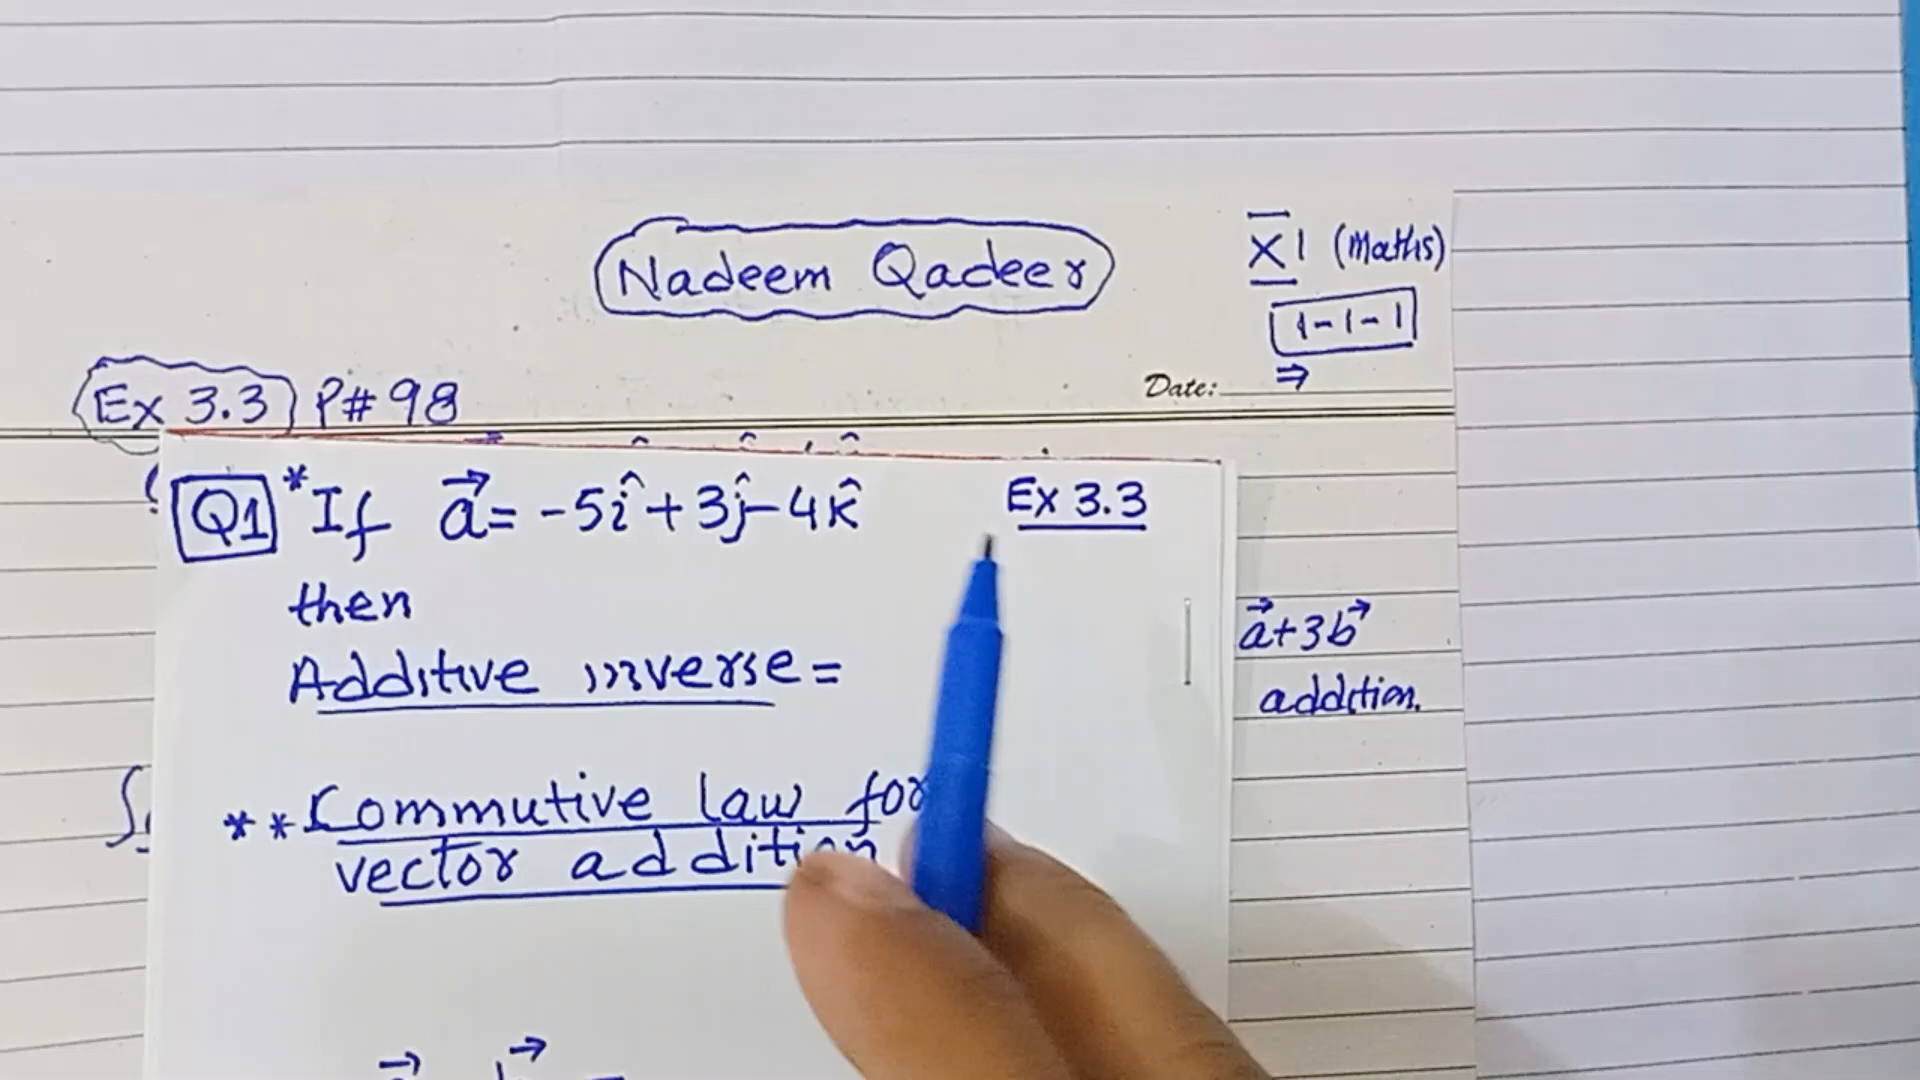 Nadeem Qadeer
XI (Maths)
1-1-1
⇒
Date:
Ex 3.3 P# 98
Q1 * If a⃗ = -5î + 3ĵ - 4k̂
Ex 3.3
then
Additive inverse =
a⃗+3b⃗
addition.
** Commutive law for
vector addition